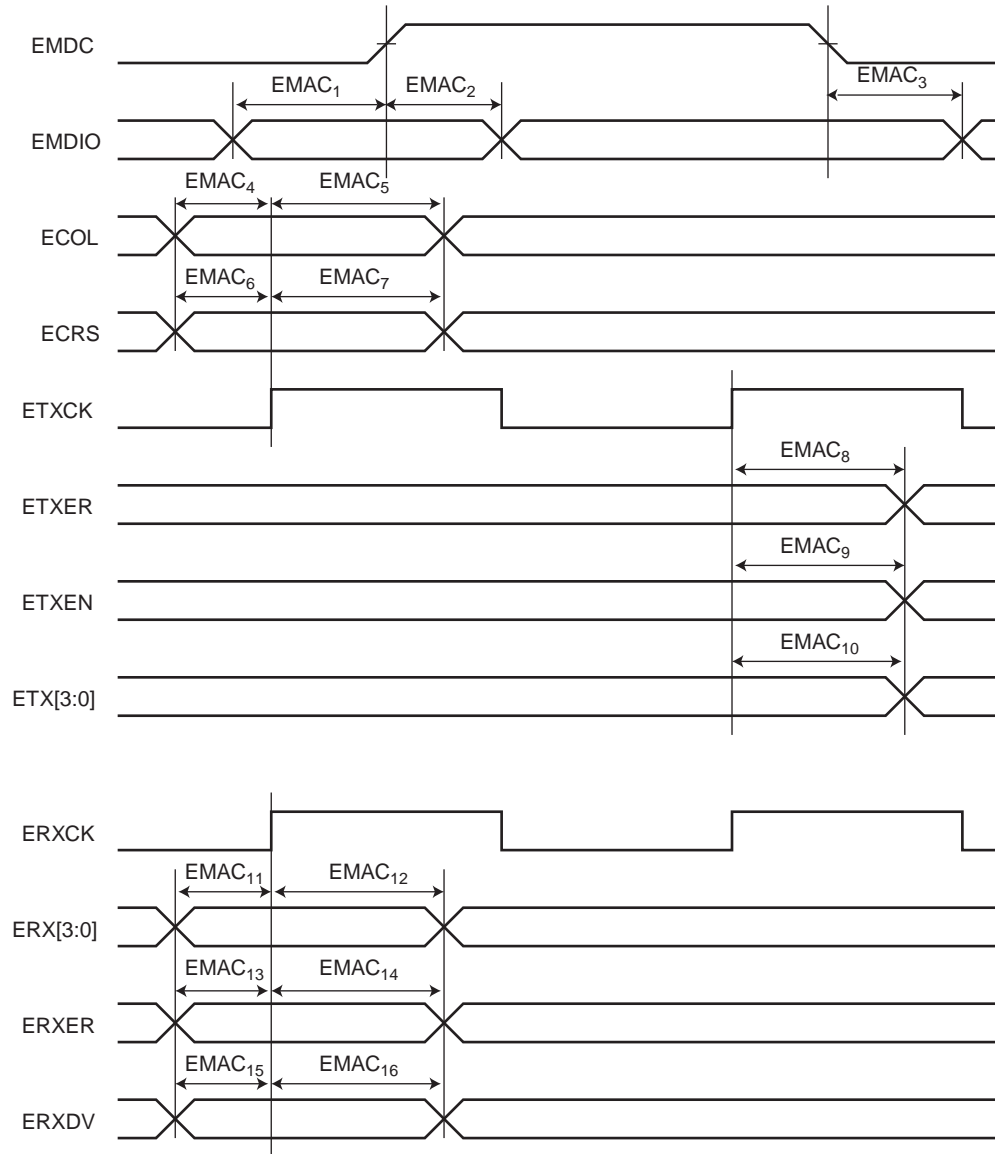 EMDC
EMAC₁ EMAC₂ EMAC₃
EMDIO
EMAC₄ EMAC₅
ECOL
EMAC₆ EMAC₇
ECRS
ETXCK
EMAC₈
ETXER
EMAC₉
ETXEN
EMAC₁₀
ETX[3:0]
ERXCK
EMAC₁₁ EMAC₁₂
ERX[3:0]
EMAC₁₃ EMAC₁₄
ERXER
EMAC₁₅ EMAC₁₆
ERXDV